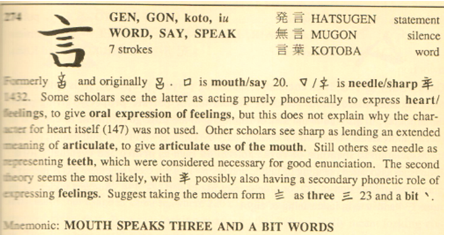 274 言 GEN, GON, koto, iu 発言 HATSUGEN statement
WORD, SAY, SPEAK 無言 MUGON silence
7 strokes 言葉 KOTOBA word
Formerly and originally . 口 is mouth/say 20. ▽/ is needle/sharp
1432. Some scholars see the latter as acting purely phonetically to express heart/
feelings, to give oral expression of feelings, but this does not explain why the char-
acter for heart itself (147) was not used. Other scholars see sharp as lending an extended
meaning of articulate, to give articulate use of the mouth. Still others see needle as
representing teeth, which were considered necessary for good enunciation. The second
theory seems the most likely, with possibly also having a secondary phonetic role of
expressing feelings. Suggest taking the modern form as three 三 23 and a bit 丶.
Mnemonic: MOUTH SPEAKS THREE AND A BIT WORDS